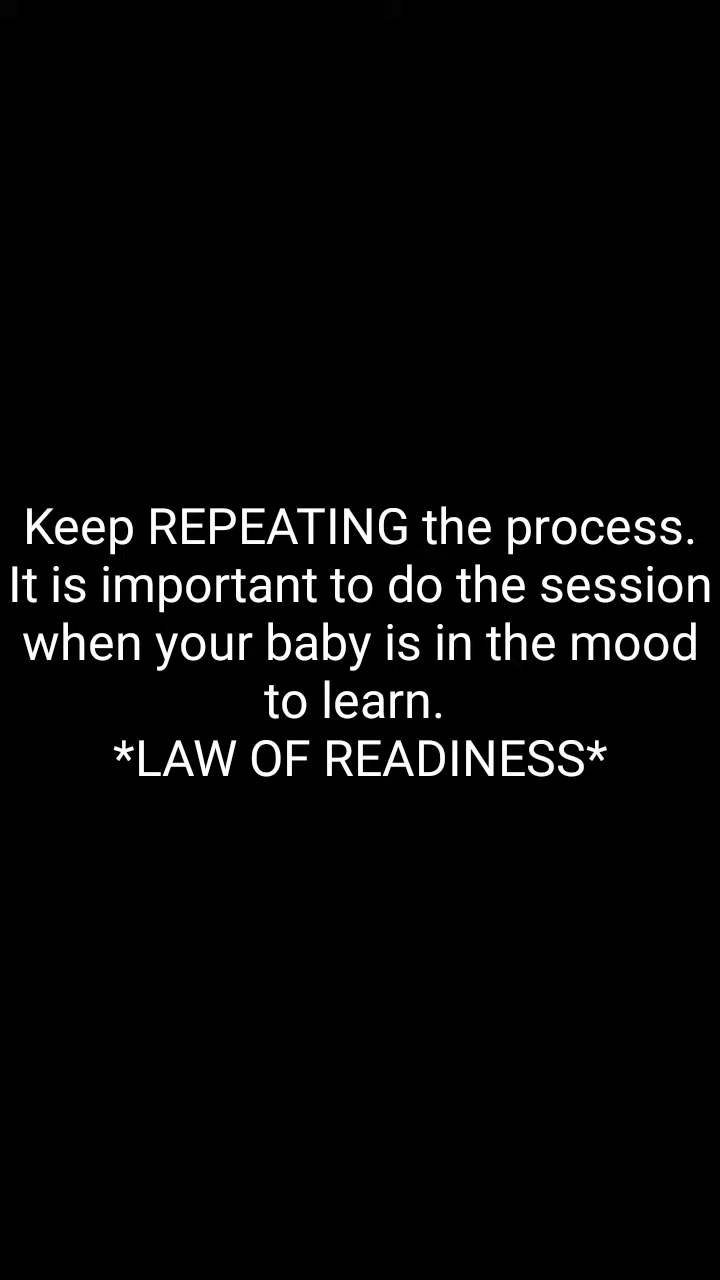 Keep REPEATING the process.
It is important to do the session
when your baby is in the mood
to learn.
*LAW OF READINESS*